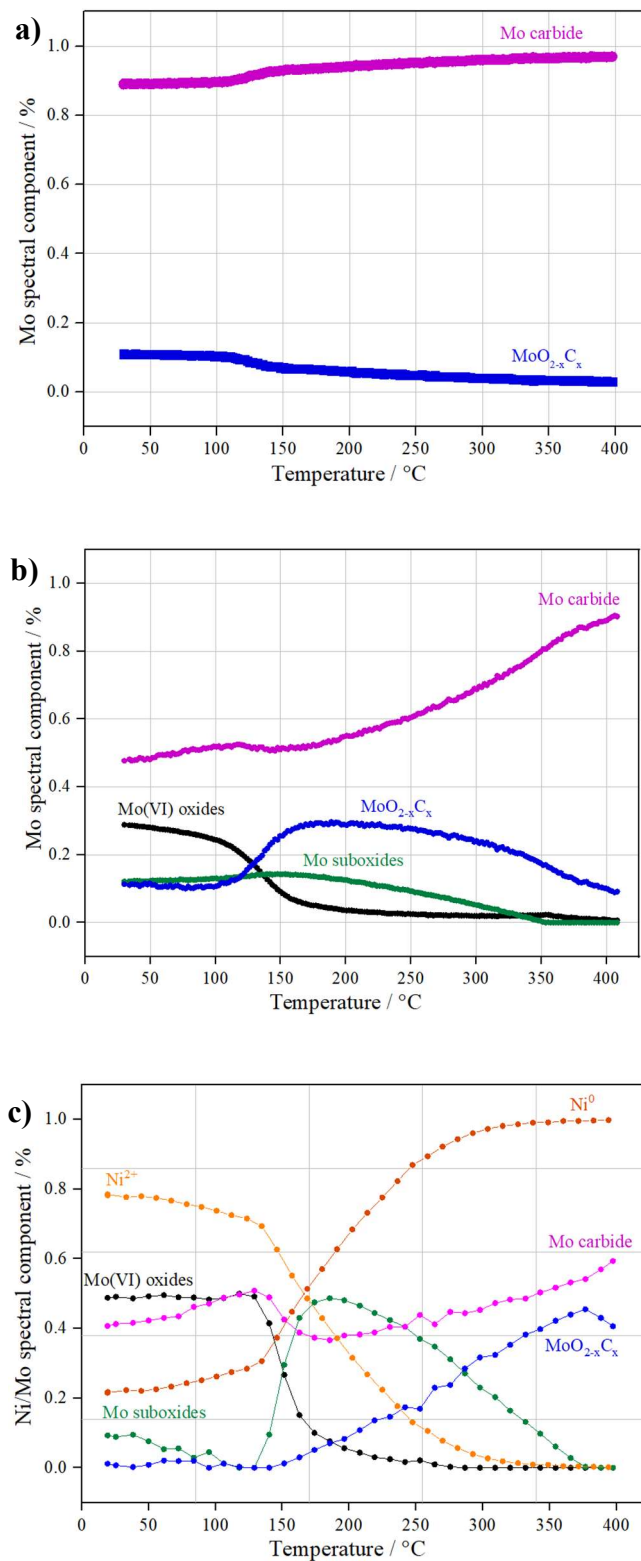 a)
1.0
0.8
0.6
0.4
0.2
0.0
Mo spectral component / %
Mo carbide
MoO₂₋ₓCₓ
0 50 100 150 200 250 300 350 400
Temperature / °C
b)
1.0
0.8
0.6
0.4
0.2
0.0
Mo spectral component / %
Mo carbide
Mo(VI) oxides
MoO₂₋ₓCₓ
Mo suboxides
0 50 100 150 200 250 300 350 400
Temperature / °C
c)
1.0
0.8
0.6
0.4
0.2
0.0
Ni/Mo spectral component / %
Ni⁰
Ni²⁺
Mo carbide
Mo(VI) oxides
MoO₂₋ₓCₓ
Mo suboxides
0 50 100 150 200 250 300 350 400
Temperature / °C